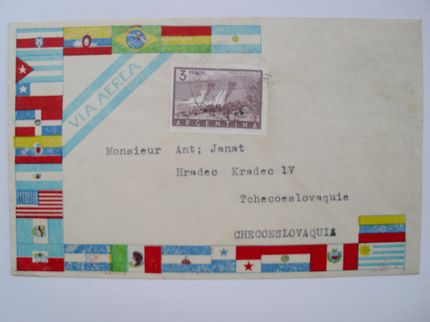 VIA AEREA
3 PESOS
ARGENTINA
Monsieur Ant; Janat
Hradec Kradec lV
Tchecoeslovaquie
CHECOESLOVAQUIA